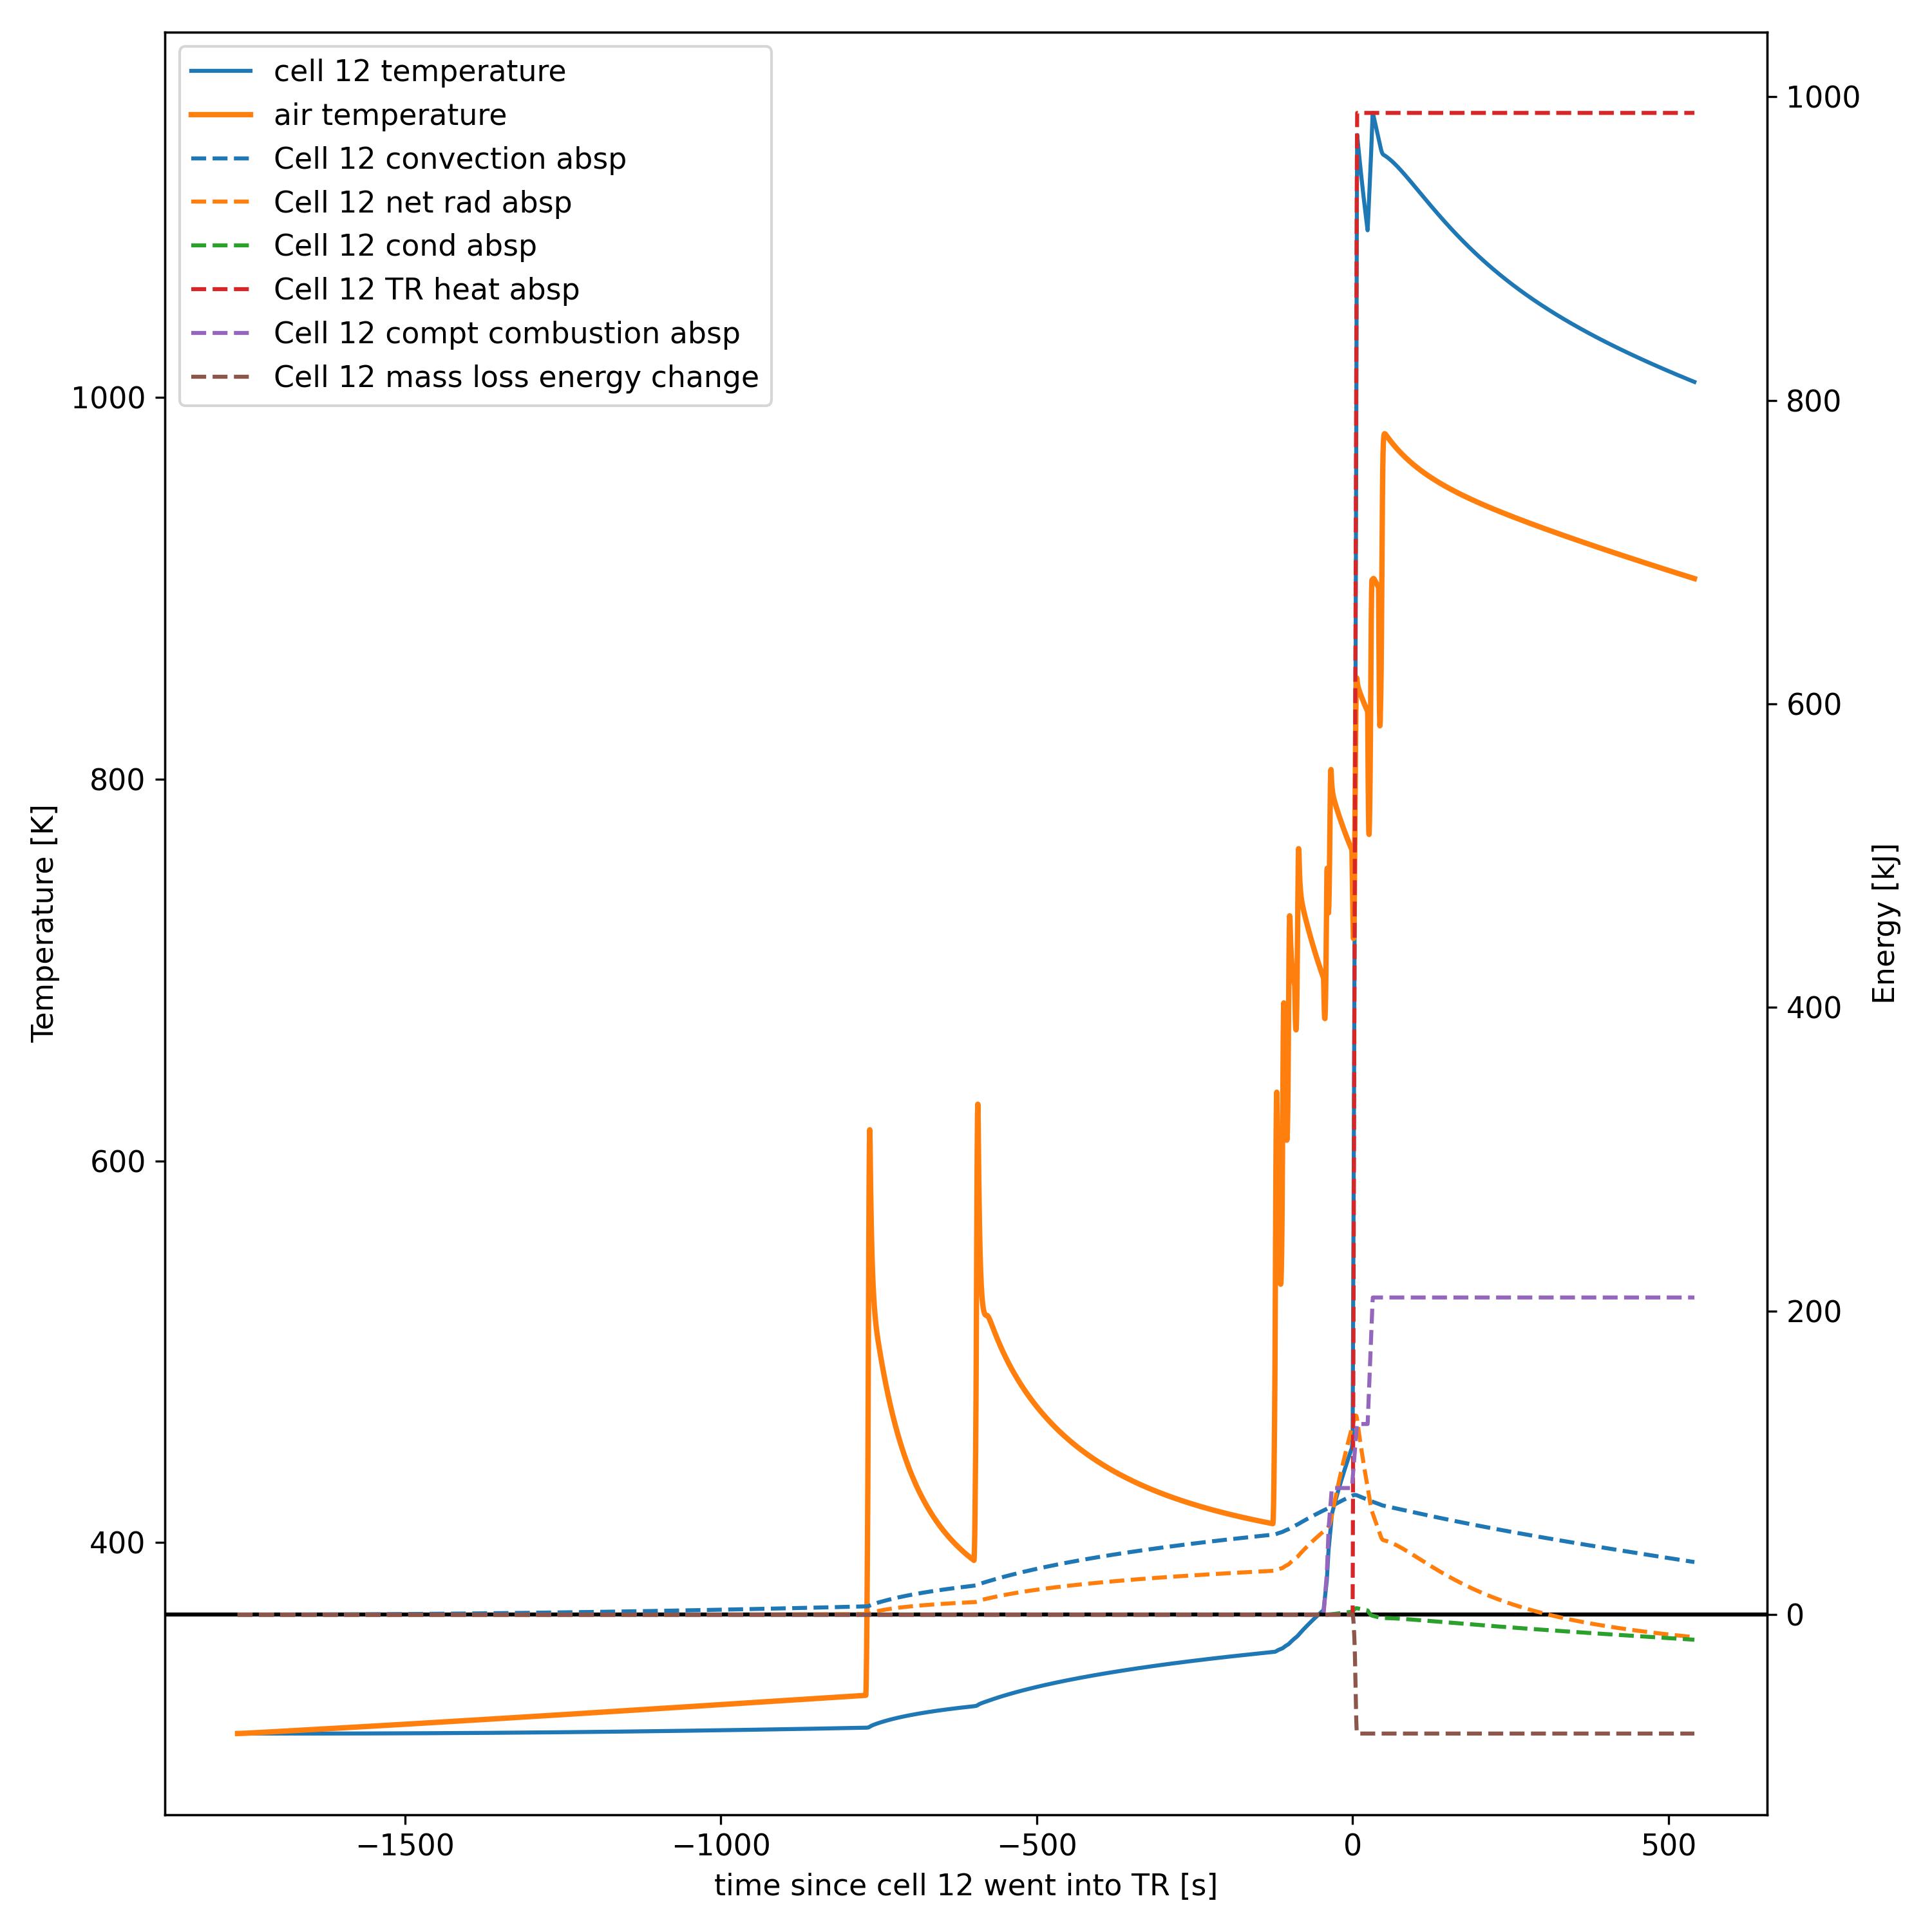 cell 12 temperature
air temperature
Cell 12 convection absp
Cell 12 net rad absp
Cell 12 cond absp
Cell 12 TR heat absp
Cell 12 compt combustion absp
Cell 12 mass loss energy change
1000
800
600
400
Temperature [K]
1000
800
600
400
200
0
Energy [kJ]
−1500
−1000
−500
0
500
time since cell 12 went into TR [s]